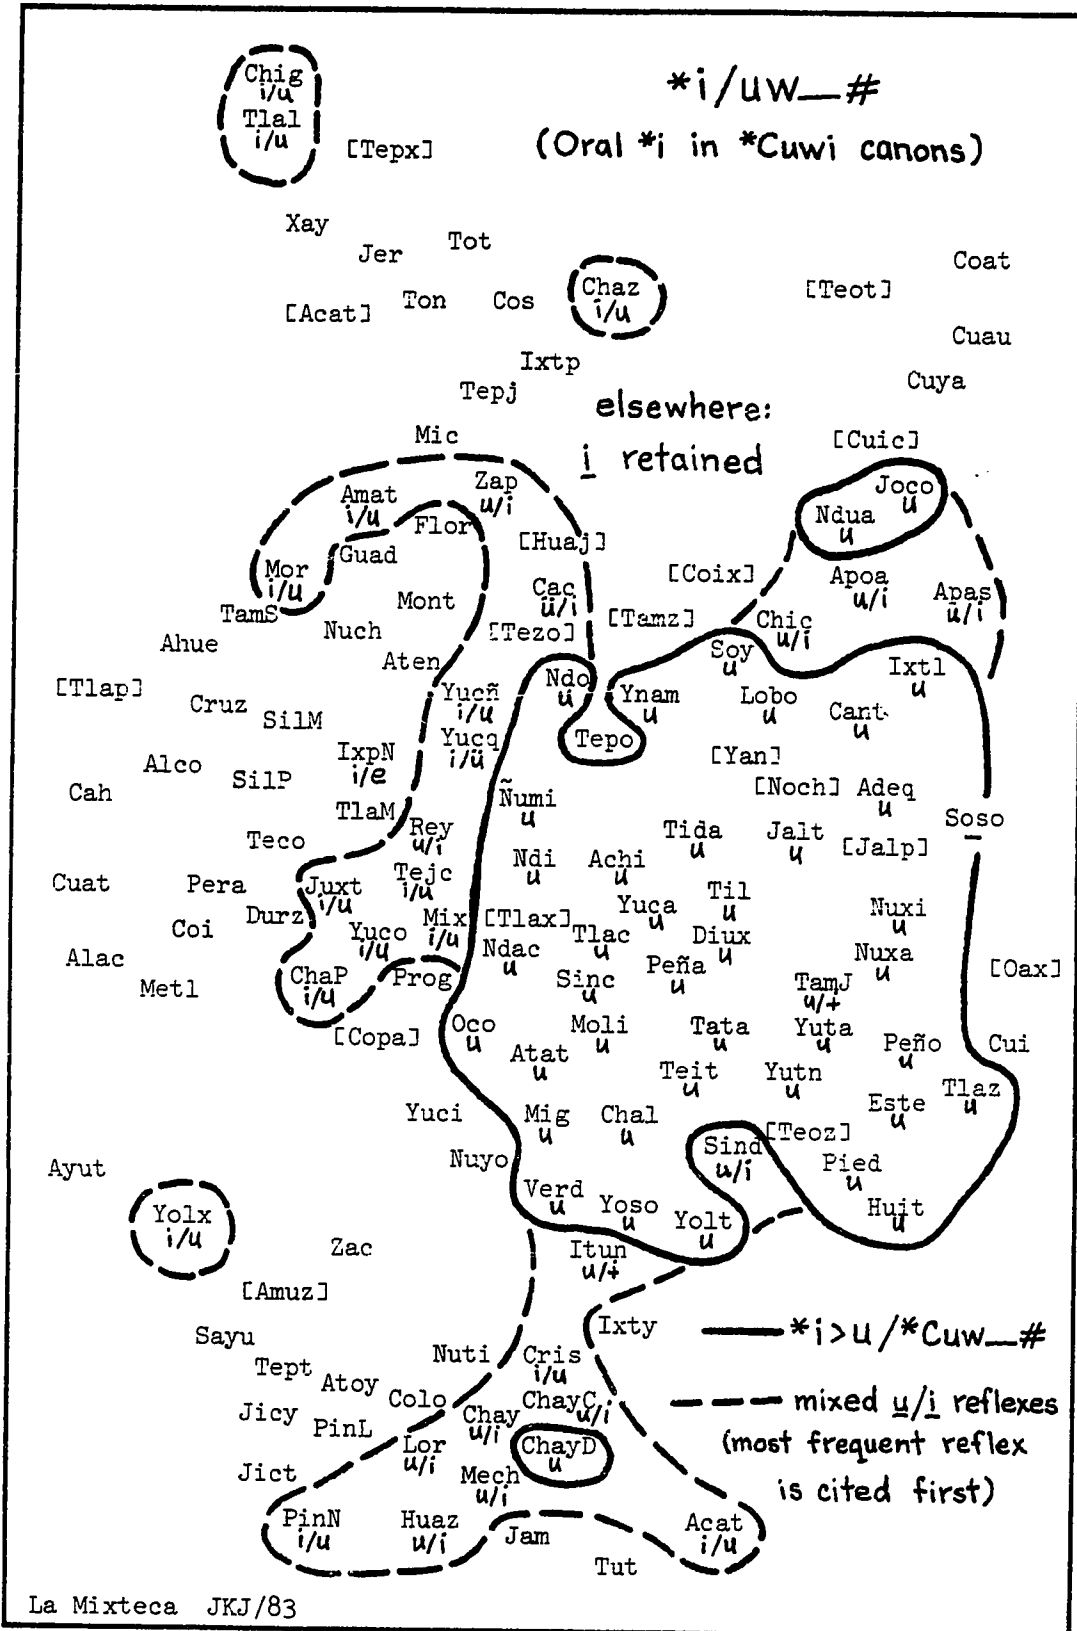 Chig
i/u
Tlal
i/u
*i/uw__#
(Oral *i in *Cuwi canons)
[Tepx]
Xay
Jer
Tot
Coat
Chaz
i/u
[Teot]
[Acat]
Ton
Cos
Cuau
Ixtp
Cuya
Tepj
elsewhere:
i retained
Mic
[Cuic]
Zap
u/i
Joco
u
Amat
i/u
Ndua
u
Flor
[Huaj]
Guad
Mor
i/u
[Coix]
Apoa
u/i
Apas
u/i
Cac
ü/i
Mont
TamS
[Tamz]
Chic
u/i
Nuch
[Tezo]
Ahue
Soy
u
Aten
Ixtl
u
Ndo
u
[Tlap]
Yucñ
i/u
Ynam
u
Lobo
u
Cruz
SilM
Cant
u
Yucq
i/ü
Tepo
IxpN
i/e
[Yan]
Alco
SilP
Cah
Ñumi
u
[Noch]
Adeq
u
TlaM
Soso
i
Rey
u/i
Tida
u
Jalt
u
Teco
[Jalp]
Ndi
u
Achi
u
Cuat
Pera
Juxt
i/u
Tejc
i/u
Til
u
Yuca
u
Nuxi
u
Durz
Mix
i/u
[Tlax]
Coi
Yuco
i/u
Tlac
u
Diux
u
Ndac
u
Nuxa
u
Alac
Peña
u
[Oax]
ChaP
i/u
Prog
Sinc
u
TamJ
u/+
Metl
[Copa]
Oco
u
Moli
u
Tata
u
Yuta
u
Peño
u
Cui
Atat
u
Teit
u
Yutn
u
Tlaz
u
Este
u
Yuci
Mig
u
Chal
u
[Teoz]
Sind
u/i
Nuyo
Pied
u
Ayut
Verd
u
Yoso
u
Huit
u
Yolx
i/u
Yolt
u
Zac
Itun
u/+
[Amuz]
Sayu
Ixty
*i>u/*Cuw__#
Nuti
Cris
i/u
Tept
Atoy
Colo
ChayC
u/i
mixed u/i reflexes
Jicy
PinL
Chay
u/i
(most frequent reflex
Lor
u/i
ChayD
u
Jict
Mech
u/i
is cited first)
PinN
i/u
Huaz
u/i
Jam
Acat
i/u
Tut
La Mixteca JKJ/83